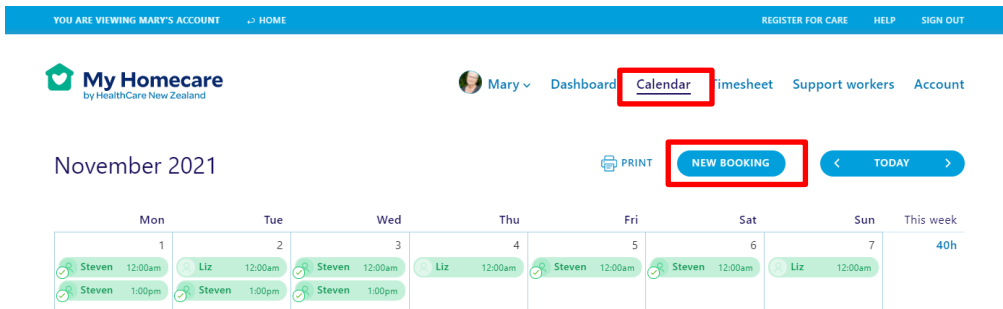 YOU ARE VIEWING MARY'S ACCOUNT HOME REGISTER FOR CARE HELP SIGN OUT
My Homecare
by HealthCare New Zealand
Mary Dashboard Calendar Timesheet Support workers Account
November 2021 PRINT NEW BOOKING < TODAY >
Mon Tue Wed Thu Fri Sat Sun This week
1 2 3 4 5 6 7 40h
Steven 12:00am Liz 12:00am Steven 12:00am Liz 12:00am Steven 12:00am Steven 12:00am Liz 12:00am
Steven 1:00pm Steven 1:00pm Steven 1:00pm